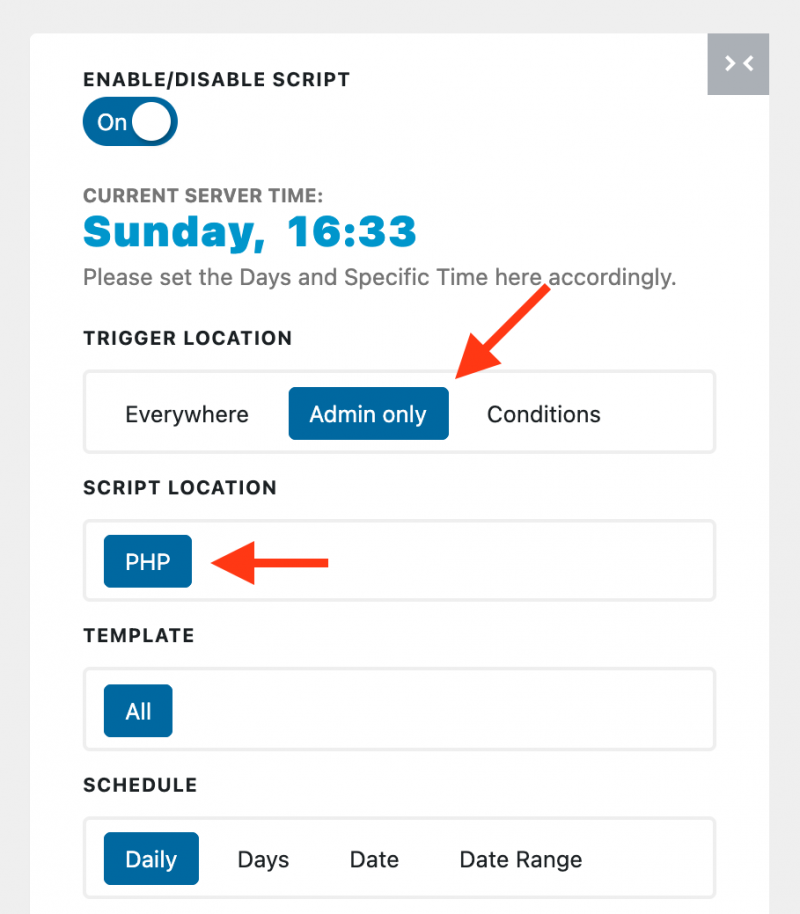 ENABLE/DISABLE SCRIPT
On
CURRENT SERVER TIME:
Sunday, 16:33
Please set the Days and Specific Time here accordingly.
TRIGGER LOCATION
Everywhere Admin only Conditions
SCRIPT LOCATION
PHP
TEMPLATE
All
SCHEDULE
Daily Days Date Date Range